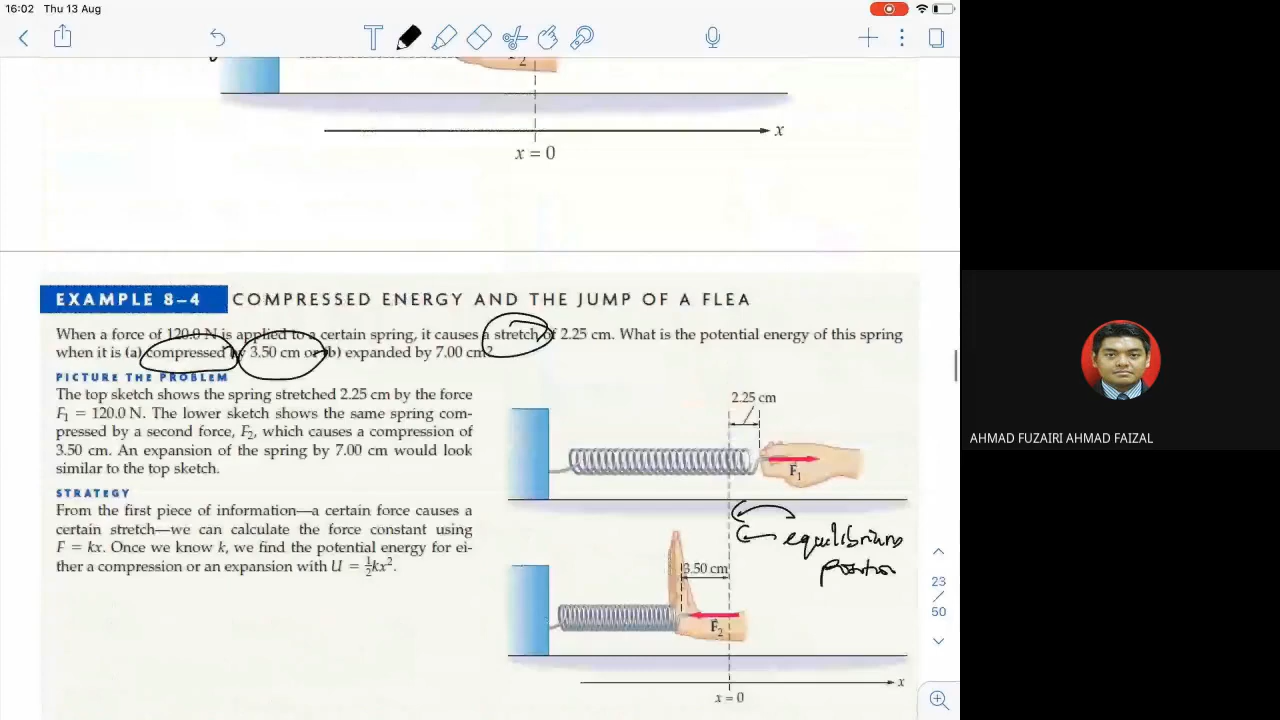 16:02 Thu 13 Aug
T
2
x
x = 0
EXAMPLE 8–4 COMPRESSED ENERGY AND THE JUMP OF A FLEA
When a force of 120.0 N is applied to a certain spring, it causes a stretch of 2.25 cm. What is the potential energy of this spring
when it is (a) compressed by 3.50 cm or (b) expanded by 7.00 cm?
PICTURE THE PROBLEM
The top sketch shows the spring stretched 2.25 cm by the force
F₁ = 120.0 N. The lower sketch shows the same spring com-
pressed by a second force, F₂, which causes a compression of
3.50 cm. An expansion of the spring by 7.00 cm would look
similar to the top sketch.
STRATEGY
From the first piece of information—a certain force causes a
certain stretch—we can calculate the force constant using
F = kx. Once we know k, we find the potential energy for ei-
ther a compression or an expansion with U = ½kx².
2.25 cm
F₁
equilibrium
position
3.50 cm
F₂
x
x = 0
23
/
50
AHMAD FUZAIRI AHMAD FAIZAL